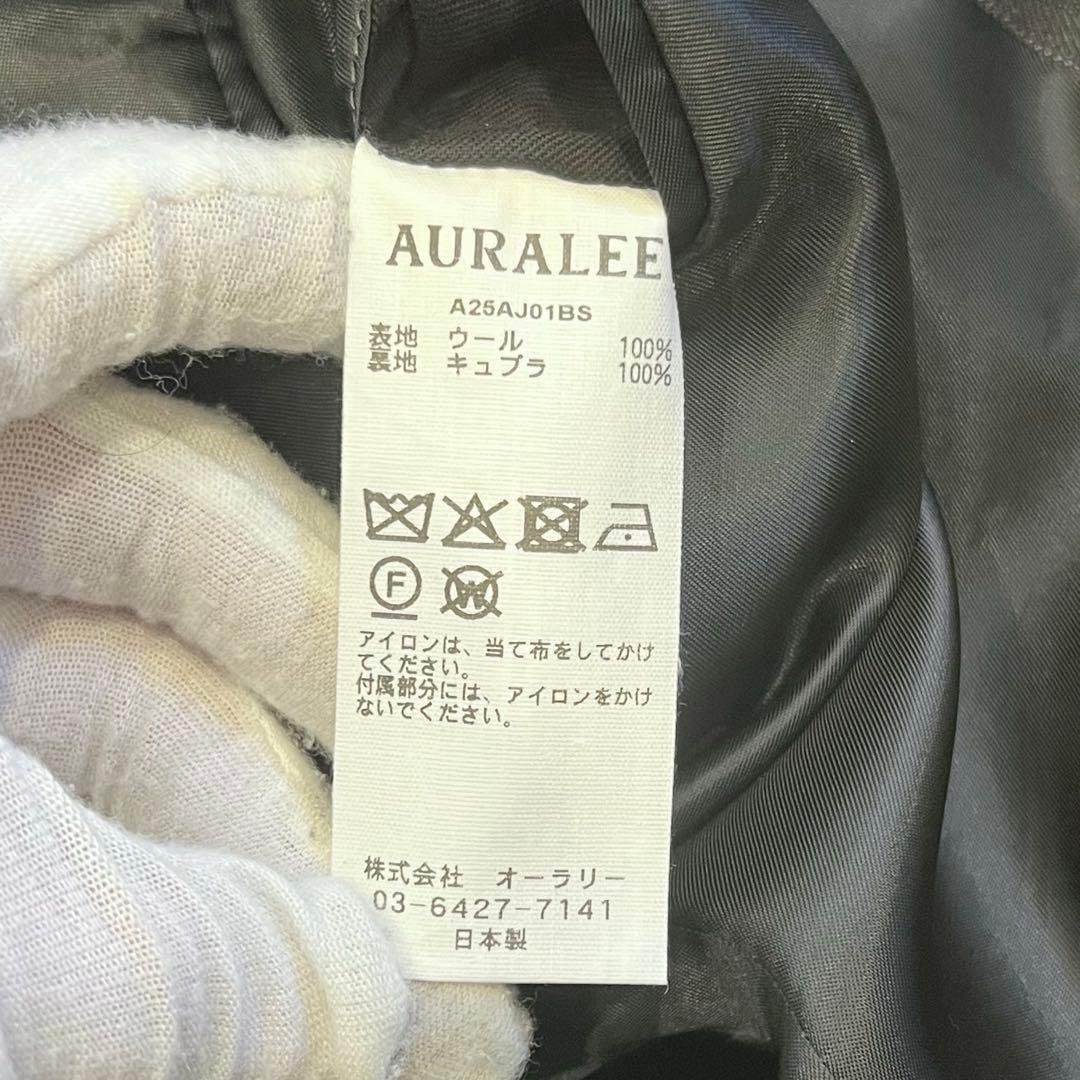 AURALEE
A25AJ01BS
表地 ウール 100%
裏地 キュプラ 100%
F W
アイロンは、当て布をしてかけ
てください。
付属部分には、アイロンをかけ
ないでください。
株式会社 オーラリー
03-6427-7141
日本製